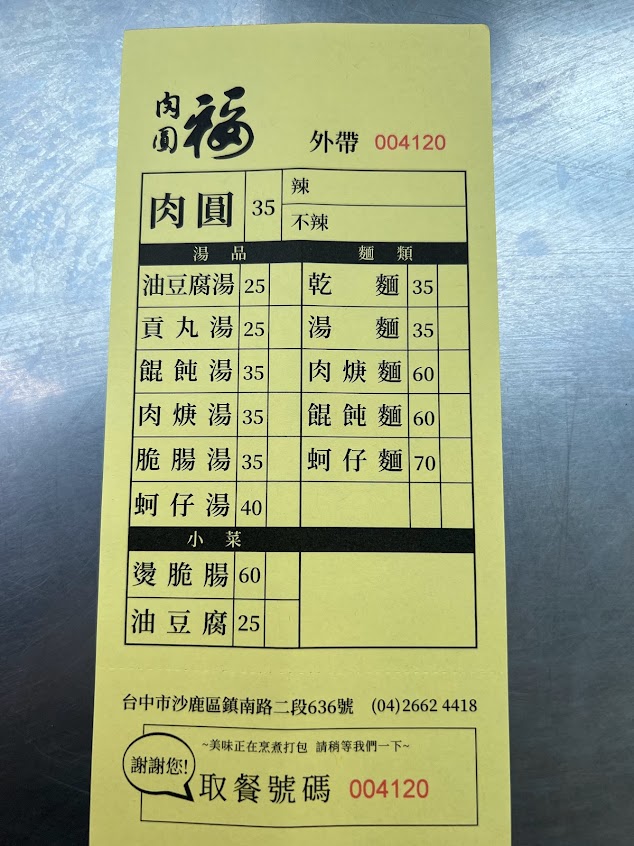 肉圓福
外帶 004120
肉圓 35 辣
不辣
湯品 麵類
油豆腐湯 25 乾麵 35
貢丸湯 25 湯麵 35
餛飩湯 35 肉焿麵 60
肉焿湯 35 餛飩麵 60
脆腸湯 35 蚵仔麵 70
蚵仔湯 40
小菜
燙脆腸 60
油豆腐 25
台中市沙鹿區鎮南路二段636號 (04)2662 4418
~美味正在烹煮打包 請稍等我們一下~
謝謝您!
取餐號碼 004120